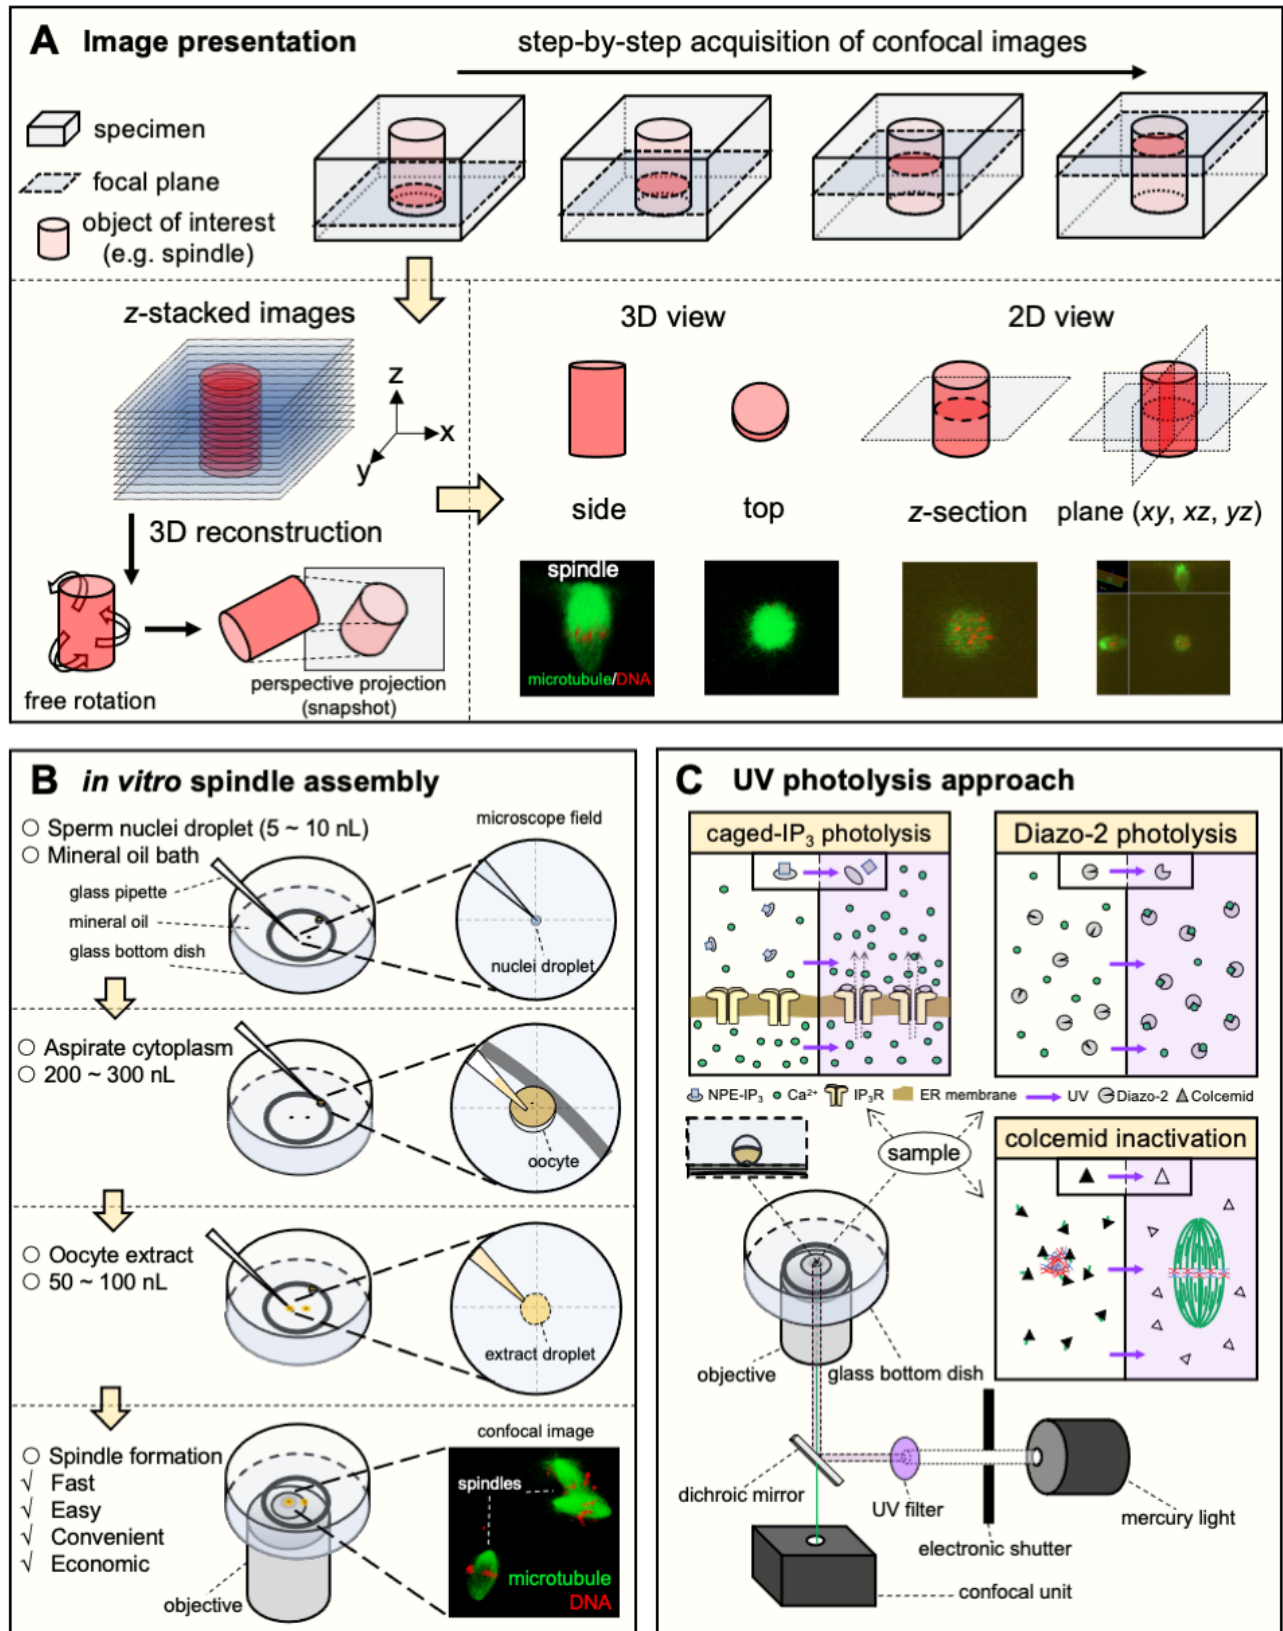 A Image presentation
step-by-step acquisition of confocal images
specimen
focal plane
object of interest
(e.g. spindle)
z-stacked images
z
x
y
3D reconstruction
free rotation
perspective projection
(snapshot)
3D view
2D view
side
top
z-section
plane (xy, xz, yz)
spindle
microtubule/DNA
B in vitro spindle assembly
○ Sperm nuclei droplet (5 ~ 10 nL)
○ Mineral oil bath
glass pipette
mineral oil
glass bottom dish
microscope field
nuclei droplet
○ Aspirate cytoplasm
○ 200 ~ 300 nL
oocyte
○ Oocyte extract
○ 50 ~ 100 nL
extract droplet
○ Spindle formation
√ Fast
√ Easy
√ Convenient
√ Economic
objective
confocal image
spindles
microtubule
DNA
C UV photolysis approach
caged-IP₃ photolysis
Diazo-2 photolysis
NPE-IP₃
Ca²⁺
IP₃R
ER membrane
UV
Diazo-2
Colcemid
sample
colcemid inactivation
objective
glass bottom dish
dichroic mirror
UV filter
mercury light
electronic shutter
confocal unit